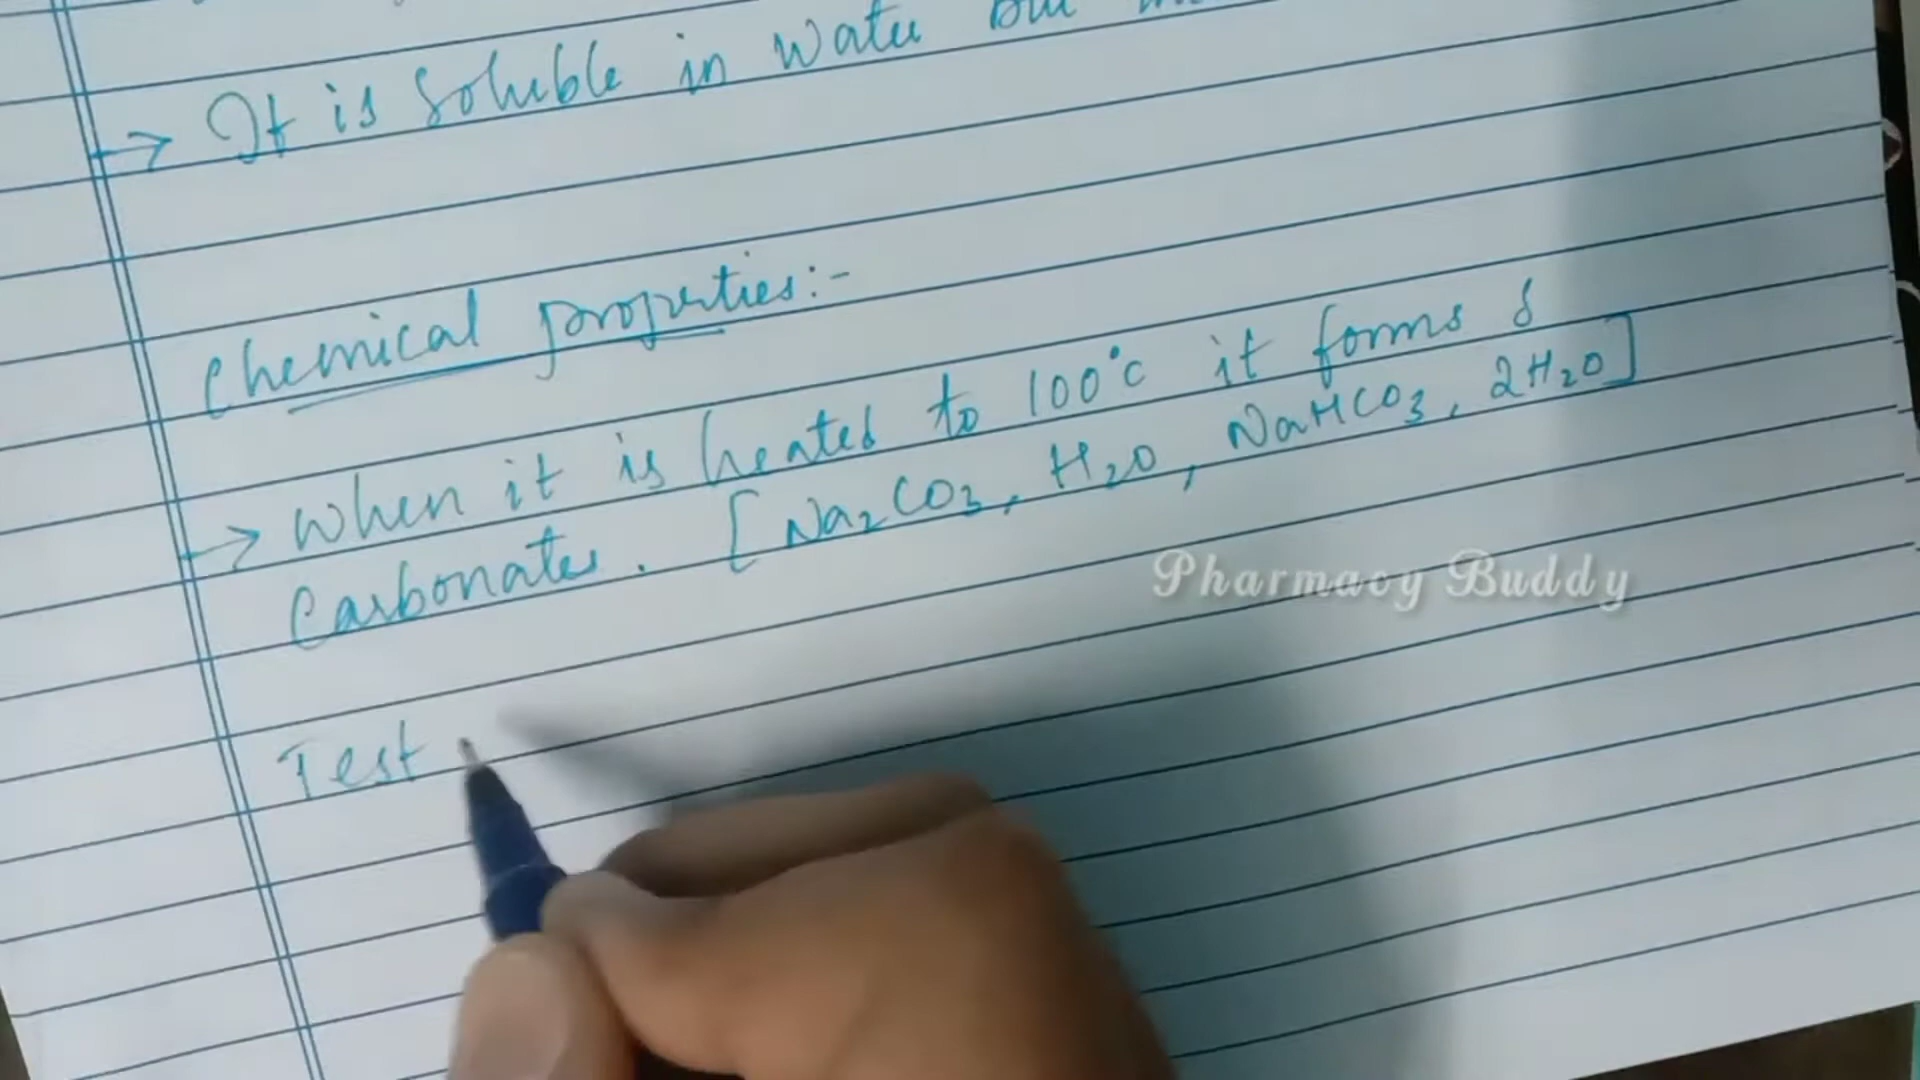 → It is Soluble in Water but
Chemical properties:-
→ When it is heated to 100°c it forms
Carbonates. [Na₂CO₃, H₂O, NaHCO₃, 2H₂O]
Pharmacy Buddy
Test